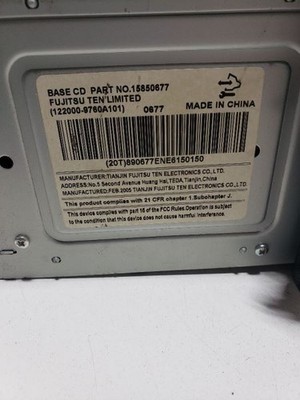 BASE CD PART NO.15850677
FUJITSU TEN LIMITED
(122000-9760A101) 0677 MADE IN CHINA
(20T)890677ENE6150150
MANUFACTURER:TIANJIN FUJITSU TEN ELECTRONICS CO.,LTD.
ADDRESS:No.5 Second Avenue Huang Hai,TEDA,Tianjin,China
MANUFACTURED:FEB.2005 TIANJIN FUJITSU TEN ELECTRONICS CO.,LTD.
This product complies with 21 CFR chapter 1.Subchapter J.
This device complies with part 15 of the FCC Rules Operation is subject
to the condition that this device does not cause harmful interference.